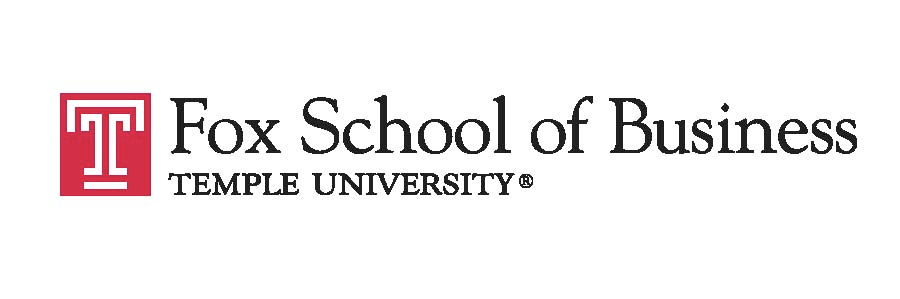 T Fox School of Business
TEMPLE UNIVERSITY®